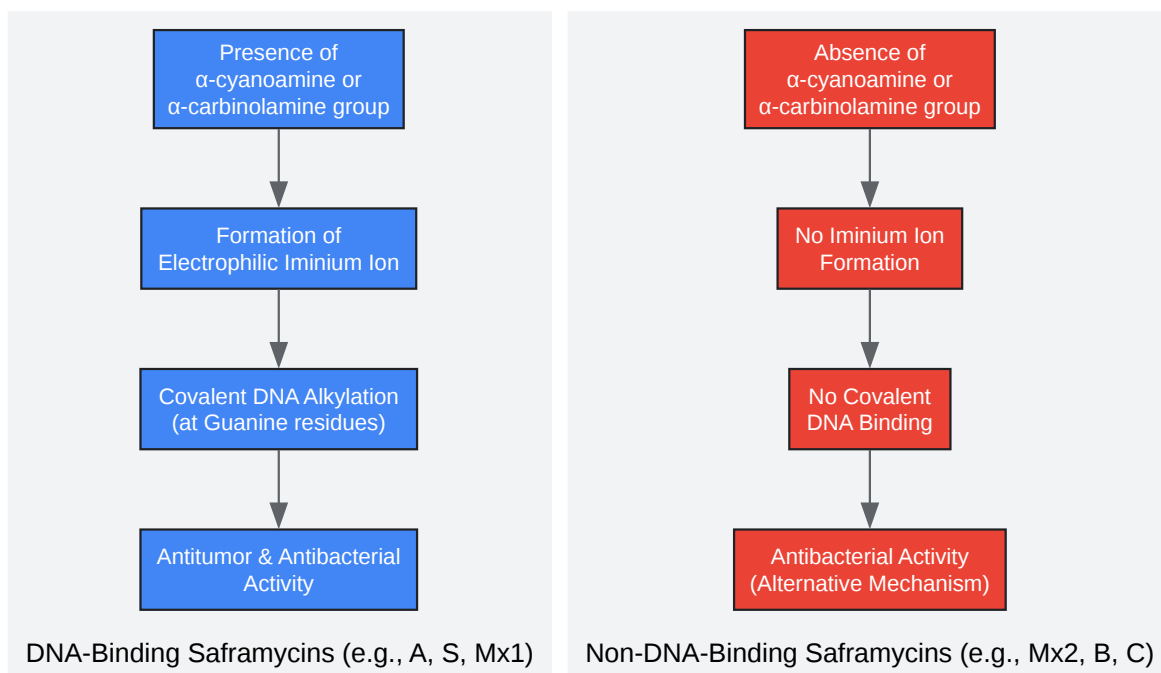 Presence of
α-cyanoamine or
α-carbinolamine group
Formation of
Electrophilic Iminium Ion
Covalent DNA Alkylation
(at Guanine residues)
Antitumor & Antibacterial
Activity
DNA-Binding Saframycins (e.g., A, S, Mx1)
Absence of
α-cyanoamine or
α-carbinolamine group
No Iminium Ion
Formation
No Covalent
DNA Binding
Antibacterial Activity
(Alternative Mechanism)
Non-DNA-Binding Saframycins (e.g., Mx2, B, C)